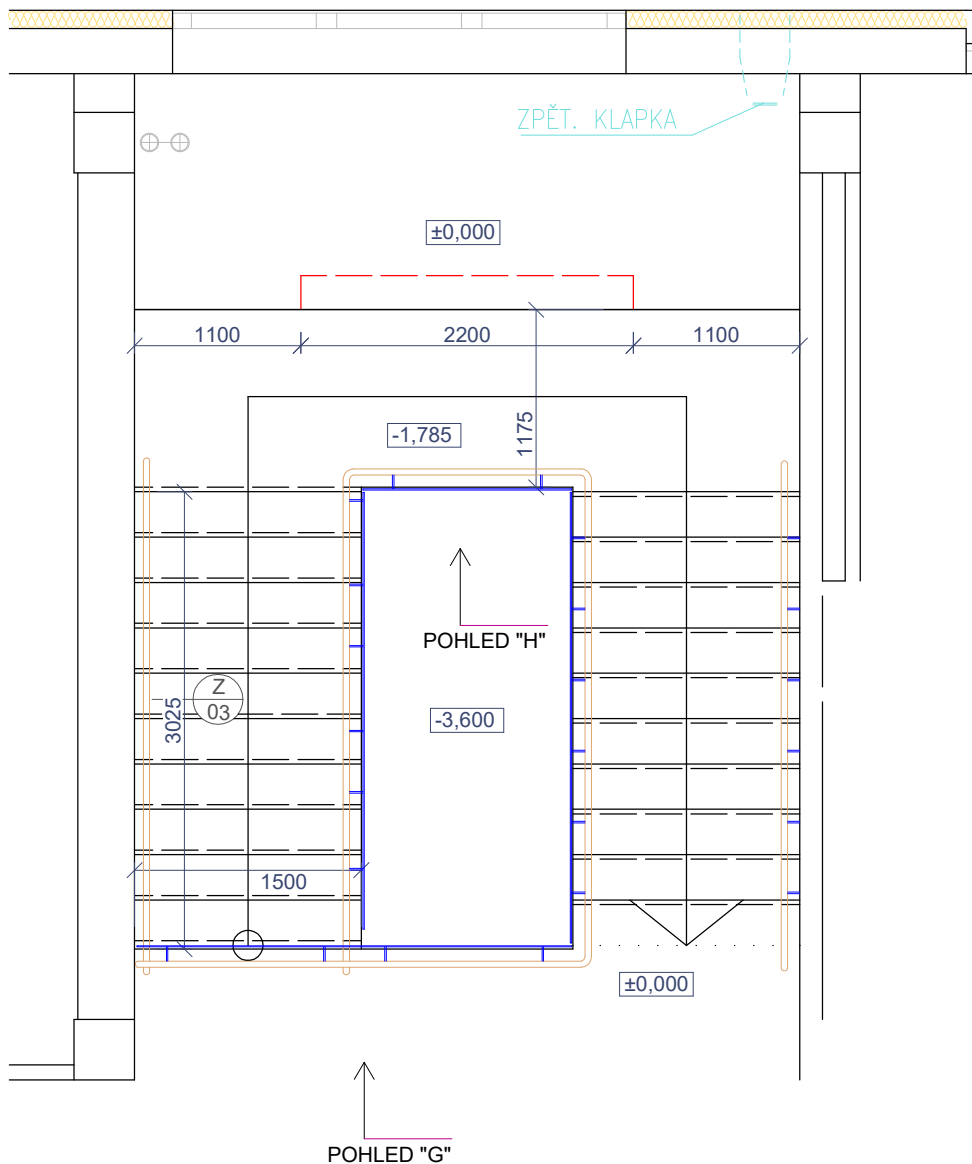 ZPĚT. KLAPKA
±0,000
1100
2200
1100
1175
-1,785
POHLED "H"
Z
03
3025
-3,600
1500
±0,000
POHLED "G"